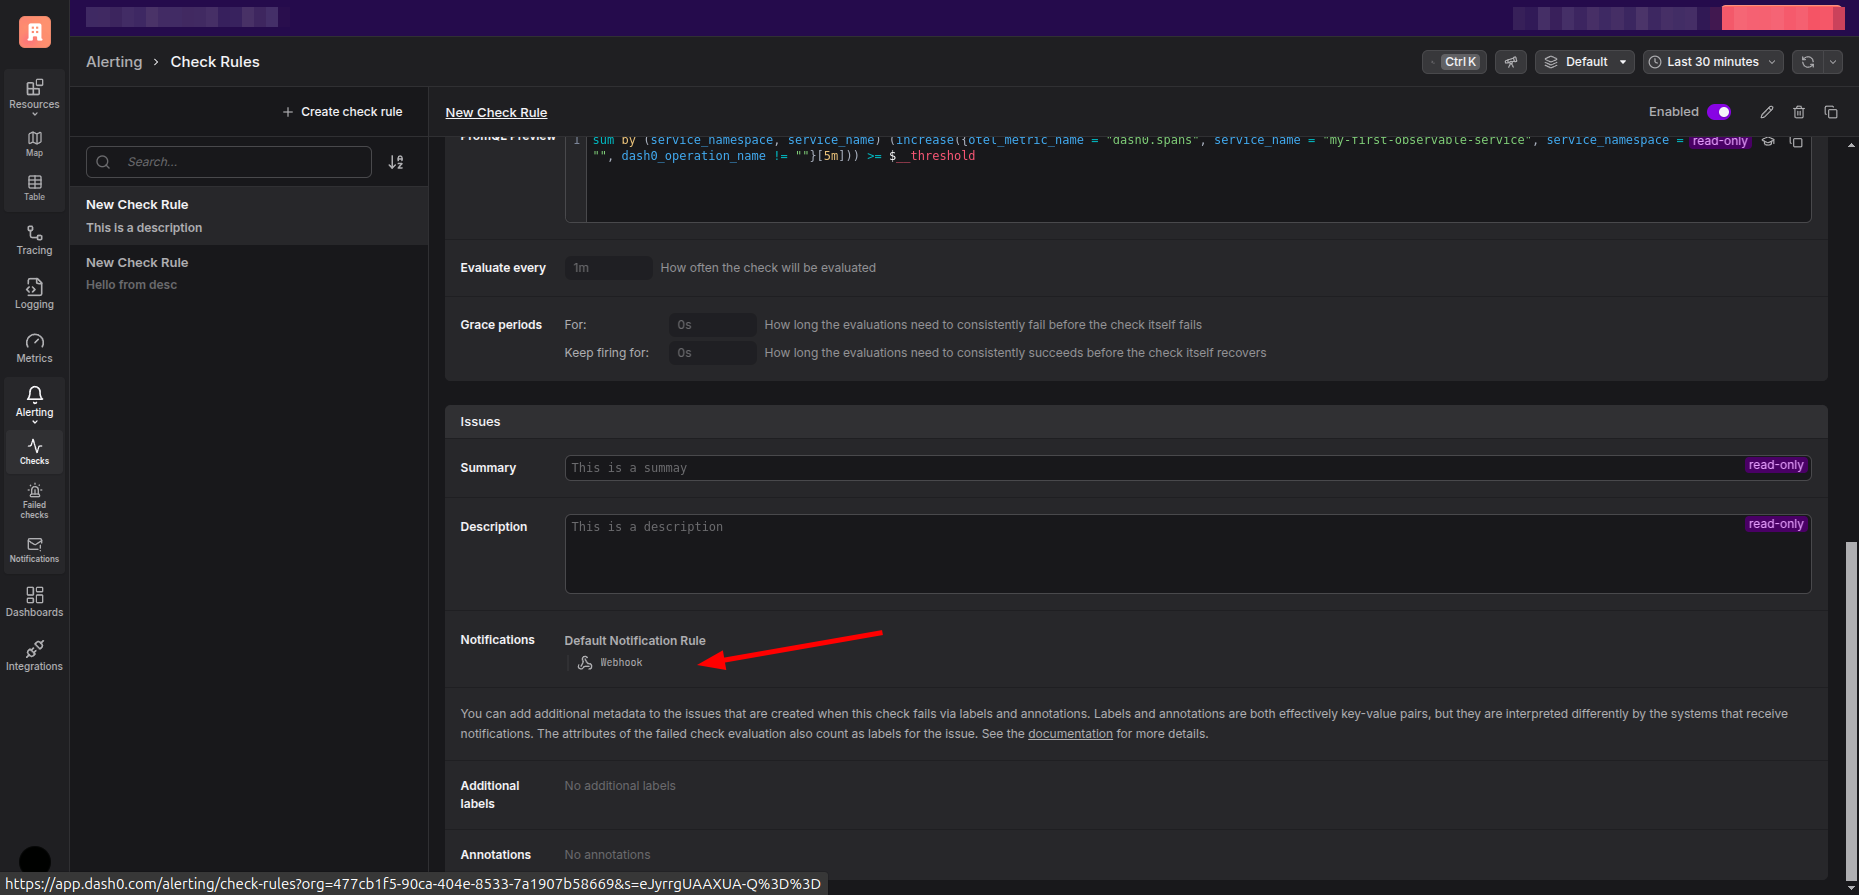 Alerting > Check Rules
Ctrl K
Default
Last 30 minutes
Resources
Map
Table
Tracing
Logging
Metrics
Alerting
Checks
Failed checks
Notifications
Dashboards
Integrations
+ Create check rule
Search...
New Check Rule
This is a description
New Check Rule
Hello from desc
New Check Rule
Enabled
PromQL Preview
1 sum by (service_namespace, service_name) (increase({otel_metric_name = "dash0.spans", service_name = "my-first-observable-service", service_namespace =
read-only
"", dash0_operation_name != ""}[5m])) >= $__threshold
Evaluate every 1m How often the check will be evaluated
Grace periods For: 0s How long the evaluations need to consistently fail before the check itself fails
Keep firing for: 0s How long the evaluations need to consistently succeeds before the check itself recovers
Issues
Summary This is a summay read-only
Description This is a description read-only
Notifications Default Notification Rule
Webhook
You can add additional metadata to the issues that are created when this check fails via labels and annotations. Labels and annotations are both effectively key-value pairs, but they are interpreted differently by the systems that receive
notifications. The attributes of the failed check evaluation also count as labels for the issue. See the documentation for more details.
Additional labels No additional labels
Annotations No annotations
https://app.dash0.com/alerting/check-rules?org=477cb1f5-90ca-404e-8533-7a1907b58669&s=eJyrrgUAAXUA-Q%3D%3D